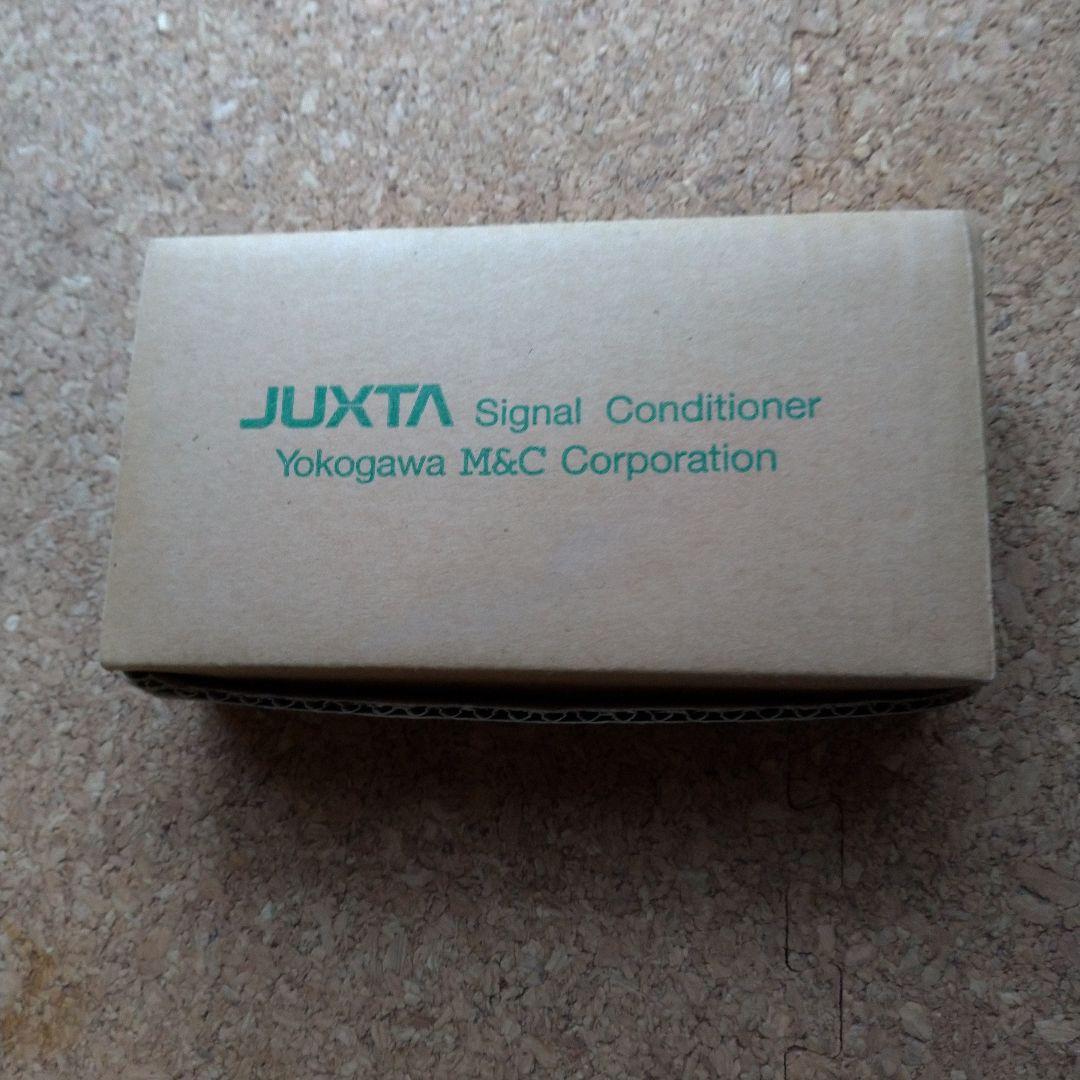 JUXTA Signal Conditioner
Yokogawa M&C Corporation